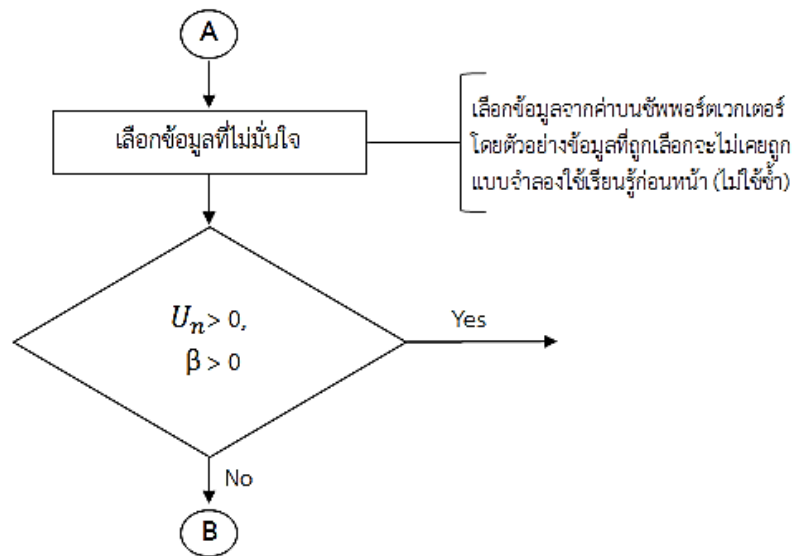 A
เลือกข้อมูลที่ไม่มั่นใจ
เลือกข้อมูลจากค่าบนซัพพอร์ตเวกเตอร์
โดยตัวอย่างข้อมูลที่ถูกเลือกจะไม่เคยถูก
แบบจำลองใช้เรียนรู้ก่อนหน้า (ไม่ใช้ซ้ำ)
Uₙ > 0,
β > 0
Yes
No
B